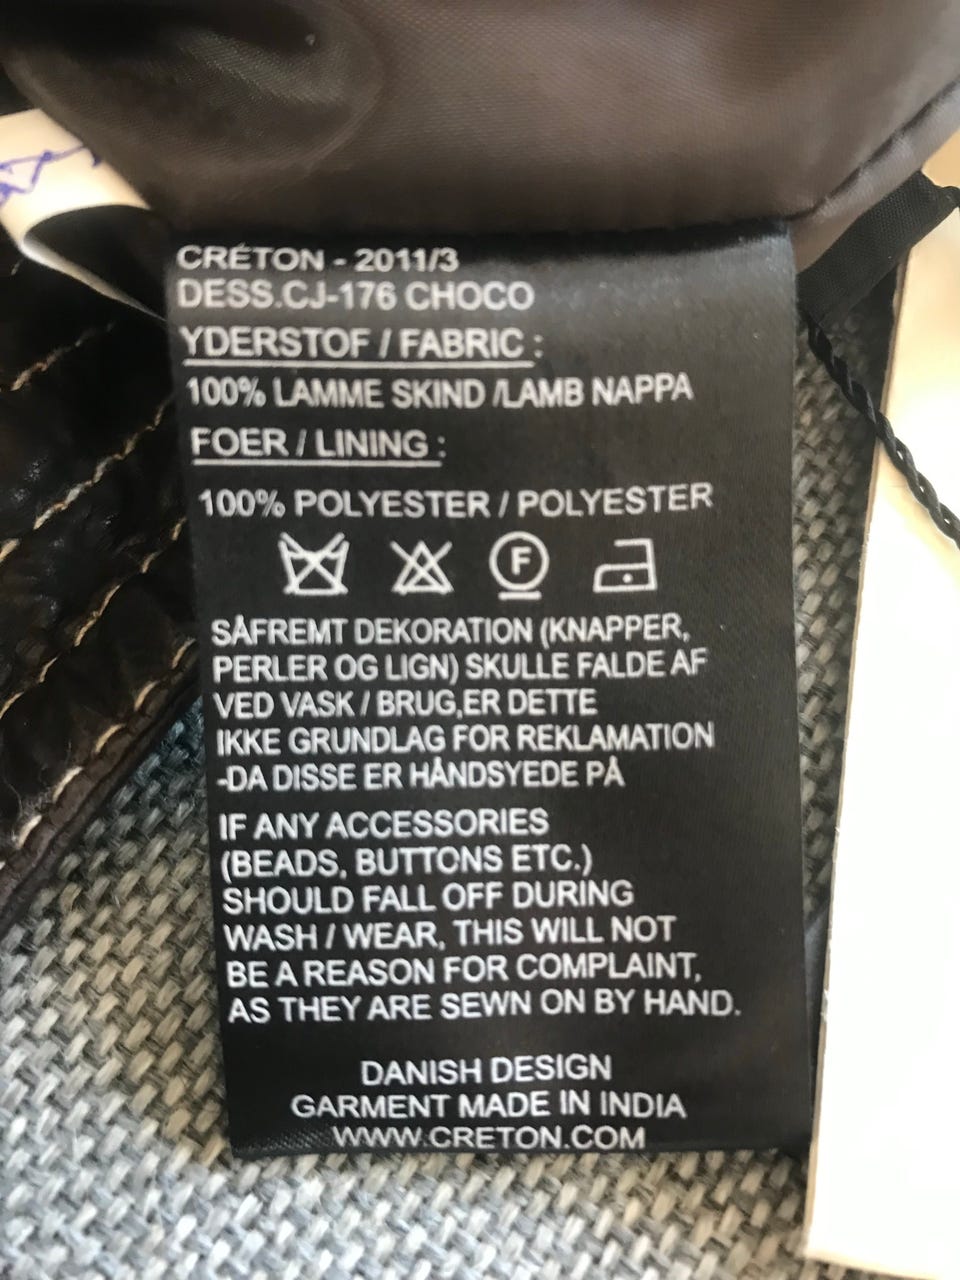 CRÉTON - 2011/3
DESS.CJ-176 CHOCO
YDERSTOF / FABRIC :
100% LAMME SKIND /LAMB NAPPA
FOER / LINING :
100% POLYESTER / POLYESTER
F
SÅFREMT DEKORATION (KNAPPER,
PERLER OG LIGN) SKULLE FALDE AF
VED VASK / BRUG,ER DETTE
IKKE GRUNDLAG FOR REKLAMATION
-DA DISSE ER HÅNDSYEDE PÅ
IF ANY ACCESSORIES
(BEADS, BUTTONS ETC.)
SHOULD FALL OFF DURING
WASH / WEAR, THIS WILL NOT
BE A REASON FOR COMPLAINT,
AS THEY ARE SEWN ON BY HAND.
DANISH DESIGN
GARMENT MADE IN INDIA
WWW.CRETON.COM